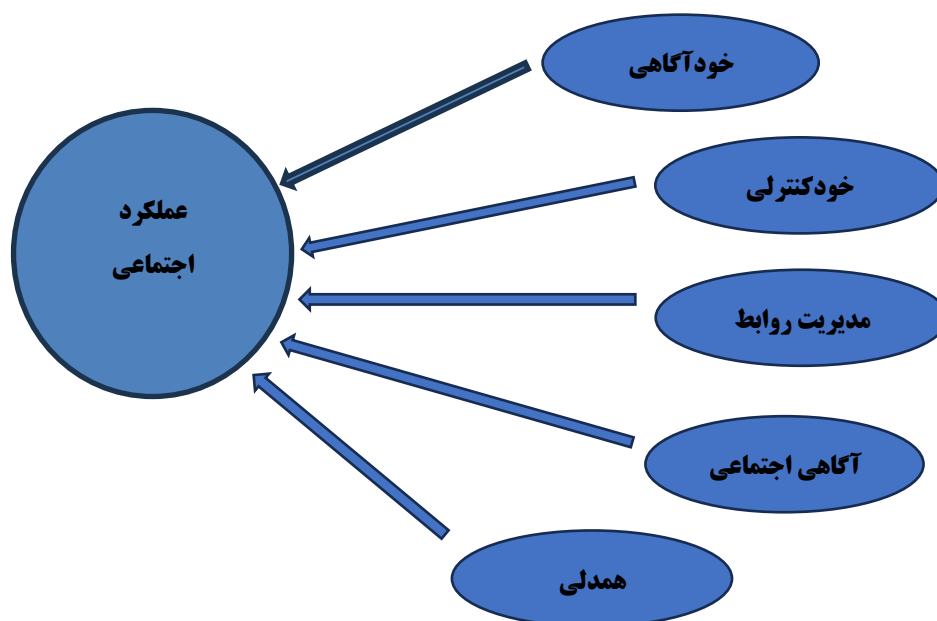 خودآگاهی
خودکنترلی
عملکرد
اجتماعی
مدیریت روابط
آگاهی اجتماعی
همدلی